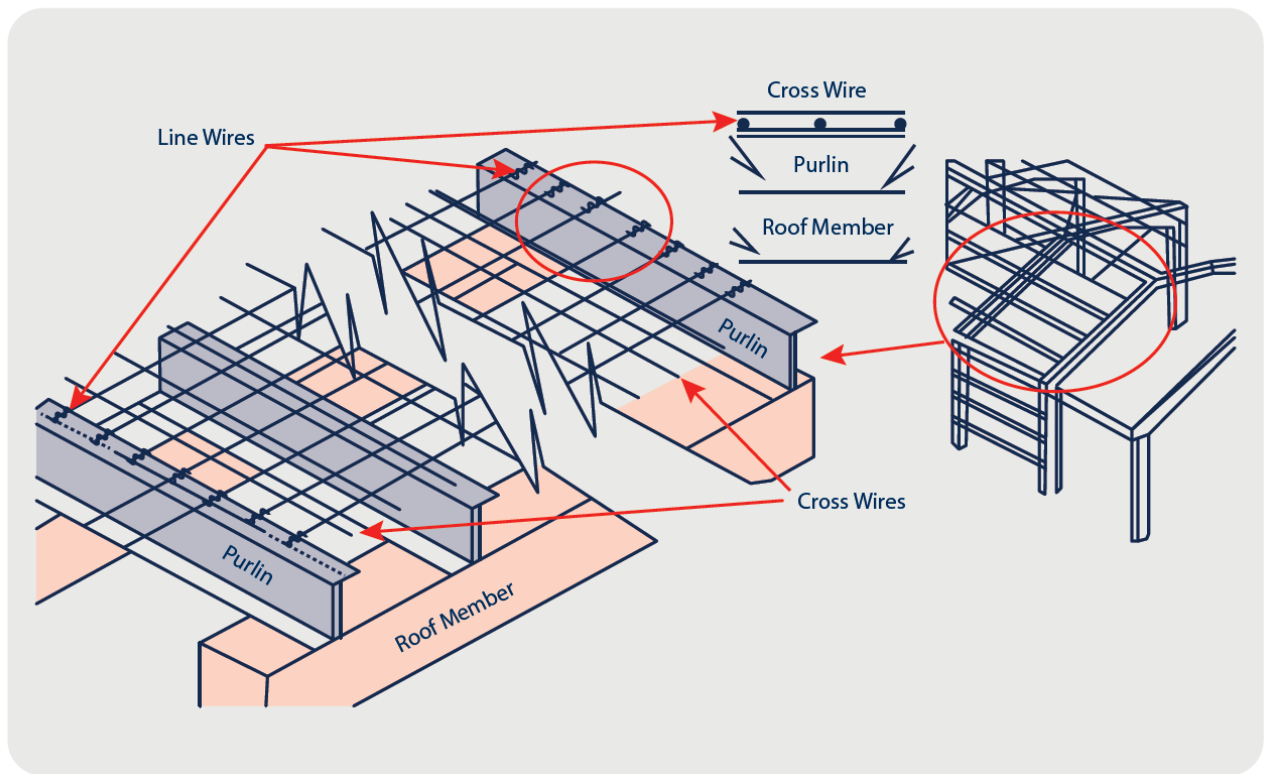 Cross Wire
Line Wires
Purlin
Roof Member
Purlin
Cross Wires
Purlin
Roof Member